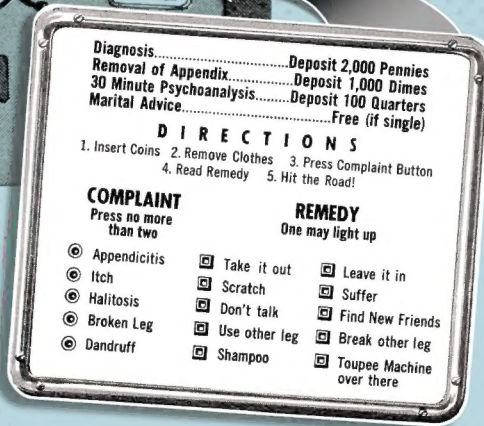 Diagnosis..............................Deposit 2,000 Pennies
Removal of Appendix..............Deposit 1,000 Dimes
30 Minute Psychoanalysis........Deposit 100 Quarters
Marital Advice..................................Free (if single)
DIRECTIONS
1. Insert Coins 2. Remove Clothes 3. Press Complaint Button
4. Read Remedy 5. Hit the Road!
COMPLAINT
Press no more
than two
Appendicitis
Itch
Halitosis
Broken Leg
Dandruff
REMEDY
One may light up
Take it out
Scratch
Don't talk
Use other leg
Shampoo
Leave it in
Suffer
Find New Friends
Break other leg
Toupee Machine
over there